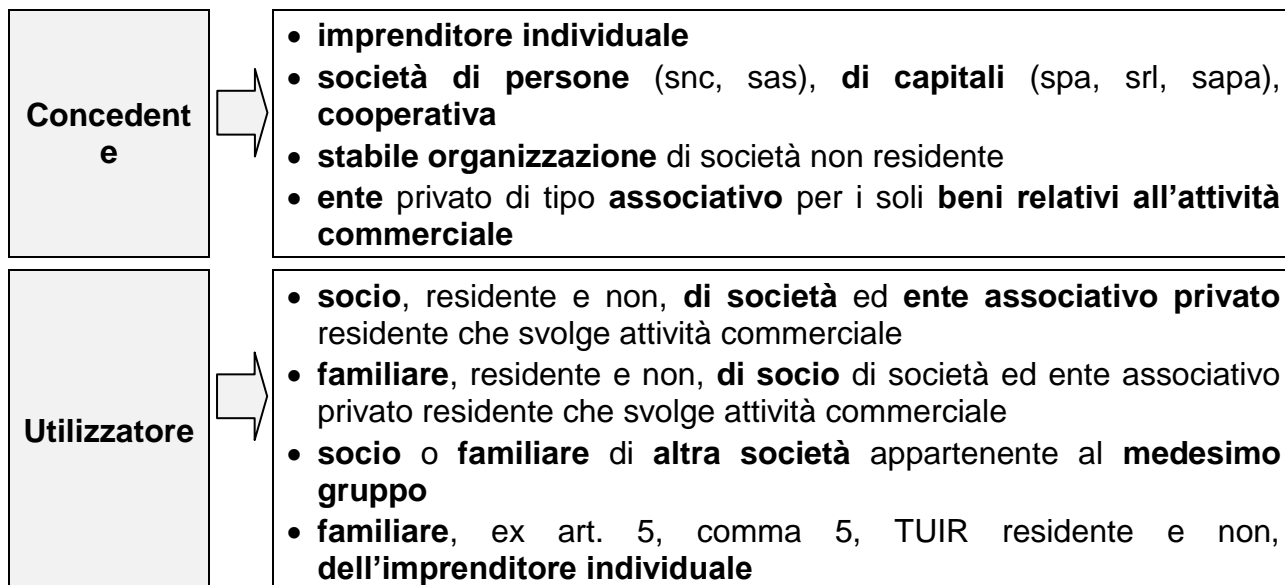 Concedent
e
• imprenditore individuale
• società di persone (snc, sas), di capitali (spa, srl, sapa),
cooperativa
• stabile organizzazione di società non residente
• ente privato di tipo associativo per i soli beni relativi all'attività
commerciale
Utilizzatore
• socio, residente e non, di società ed ente associativo privato
residente che svolge attività commerciale
• familiare, residente e non, di socio di società ed ente associativo
privato residente che svolge attività commerciale
• socio o familiare di altra società appartenente al medesimo
gruppo
• familiare, ex art. 5, comma 5, TUIR residente e non,
dell'imprenditore individuale